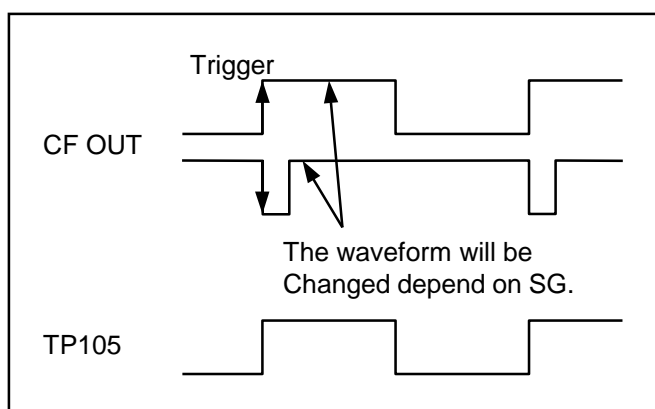 Trigger
CF OUT
The waveform will be
Changed depend on SG.
TP105